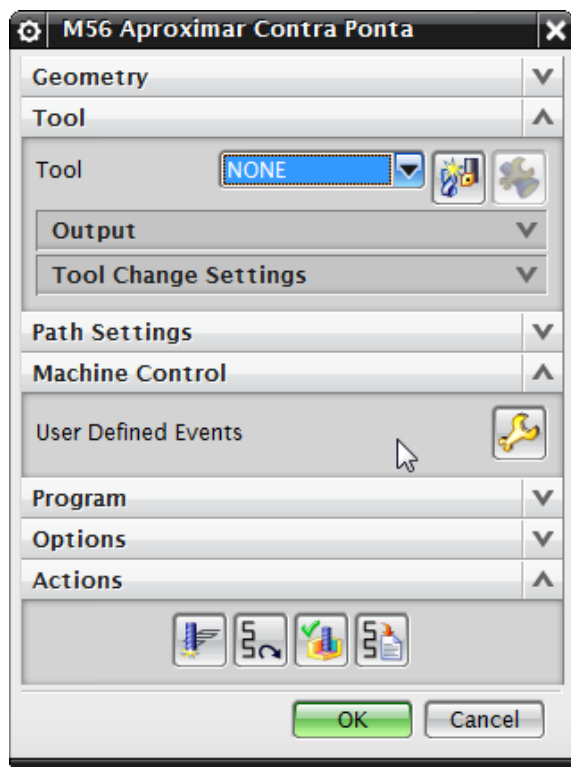 M56 Aproximar Contra Ponta
Geometry
Tool
Tool NONE
Output
Tool Change Settings
Path Settings
Machine Control
User Defined Events
Program
Options
Actions
OK Cancel